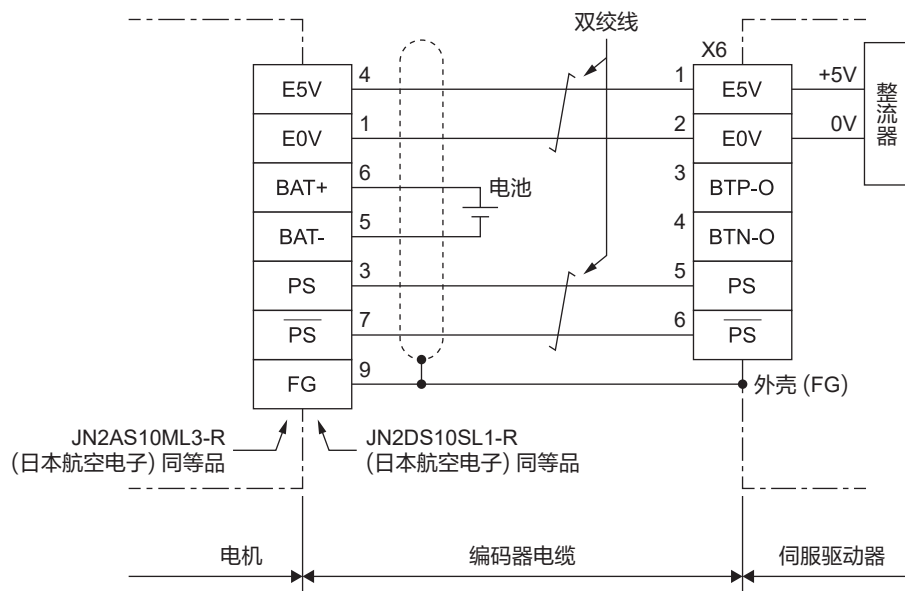 双绞线
X6
E5V
4
1
E5V
+5V
整流器
E0V
1
2
E0V
0V
BAT+
6
电池
3
BTP-O
BAT-
5
4
BTN-O
PS
3
5
PS
PS
7
6
PS
FG
9
外壳 (FG)
JN2AS10ML3-R
(日本航空电子) 同等品
JN2DS10SL1-R
(日本航空电子) 同等品
电机
编码器电缆
伺服驱动器